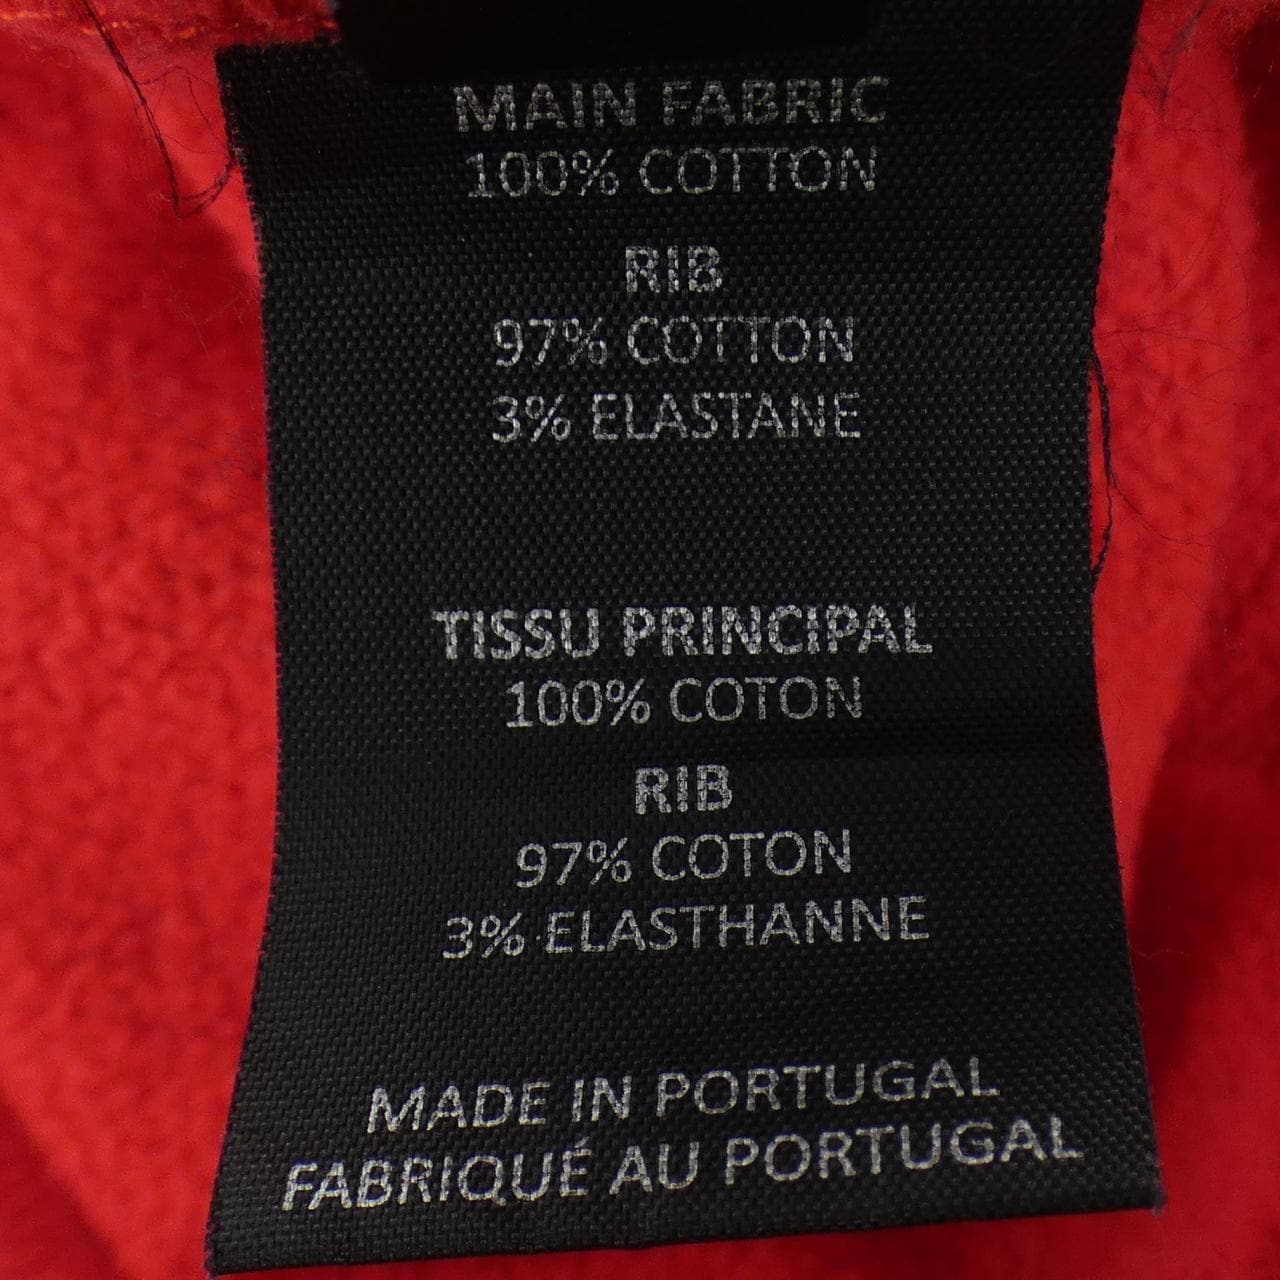 MAIN FABRIC
100% COTTON
RIB
97% COTTON
3% ELASTANE
TISSU PRINCIPAL
100% COTON
RIB
97% COTON
3% ELASTHANNE
MADE IN PORTUGAL
FABRIQUÉ AU PORTUGAL